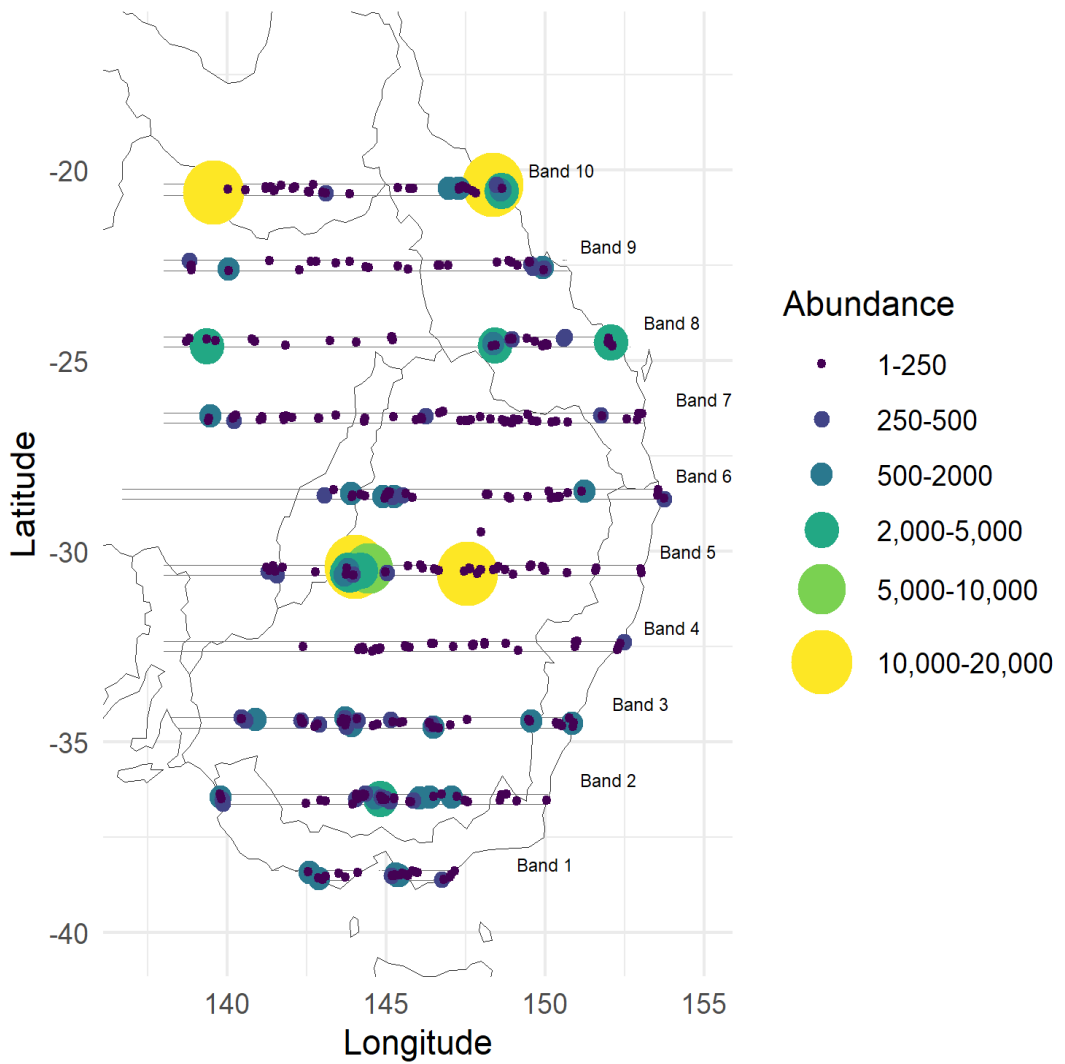 Band 10
-20
Band 9
Band 8
-25
Band 7
Band 6
-30
Band 5
Band 4
Band 3
-35
Band 2
Band 1
-40
140 145 150 155
Longitude
Latitude
Abundance
1-250
250-500
500-2000
2,000-5,000
5,000-10,000
10,000-20,000